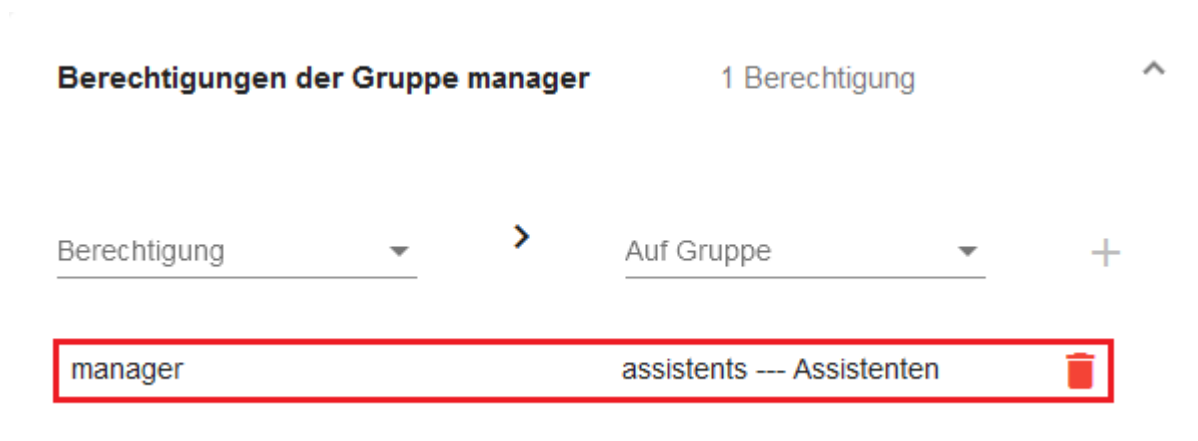 Berechtigungen der Gruppe manager 1 Berechtigung
Berechtigung Auf Gruppe
manager assistents --- Assistenten